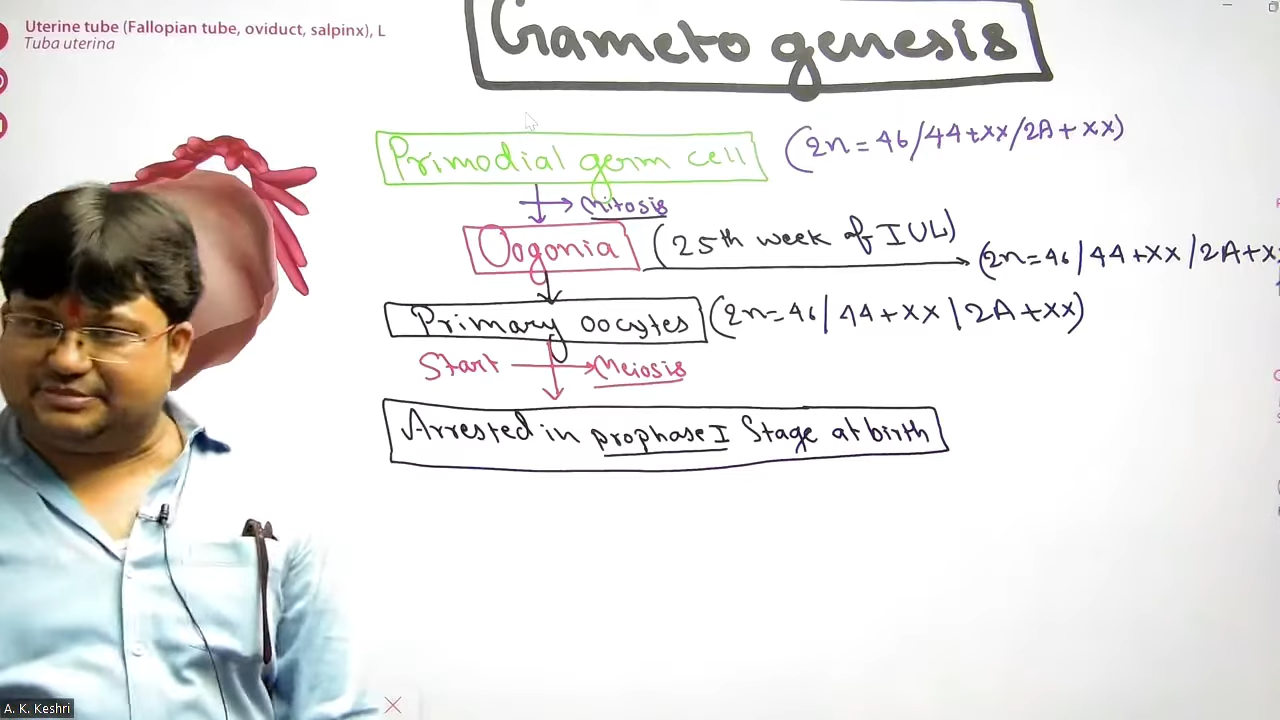 Uterine tube (Fallopian tube, oviduct, salpinx), L
Tuba uterina
Gameto genesis
Primodial germ cell (2n=46/44+xx/2A+xx)
Mitosis
Oogonia (25th week of IUL) (2n=46/44+xx/2A+x
Primary oocytes (2n=46/44+xx/2A+xx)
Start Meiosis
Arrested in prophase I Stage at birth
A. K. Keshri